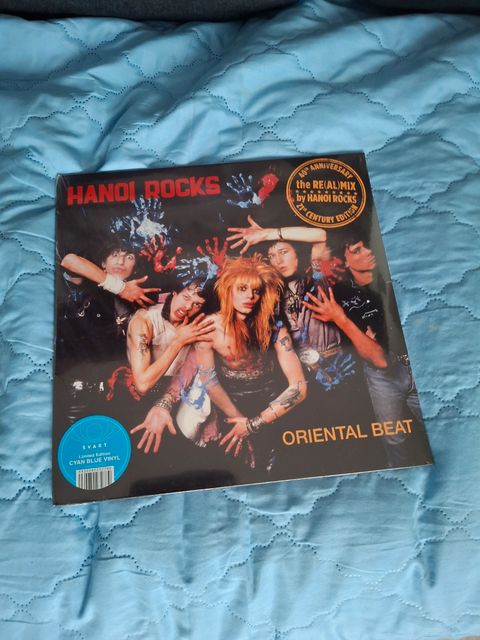 HANOI ROCKS
40th ANNIVERSARY
the RE(AL)MIX
by HANOI ROCKS
21st CENTURY EDITION
ORIENTAL BEAT
SVART
Limited Edition
CYAN BLUE VINYL